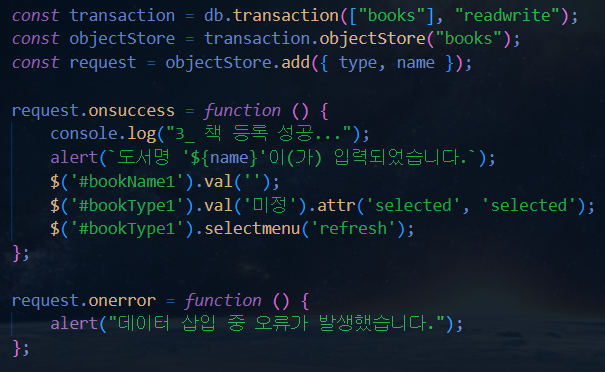 const transaction = db.transaction(["books"], "readwrite");
const objectStore = transaction.objectStore("books");
const request = objectStore.add({ type, name });

request.onsuccess = function () {
    console.log("3_ 책 등록 성공...");
    alert(`도서명 '${name}'이(가) 입력되었습니다.`);
    $('#bookName1').val('');
    $('#bookType1').val('미정').attr('selected', 'selected');
    $('#bookType1').selectmenu('refresh');
};

request.onerror = function () {
    alert("데이터 삽입 중 오류가 발생했습니다.");
};